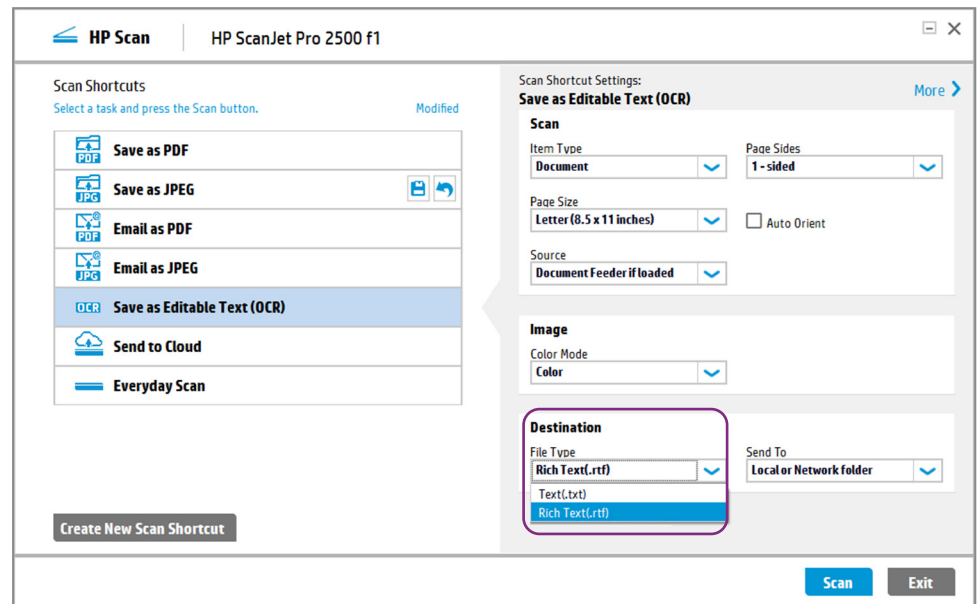 HP Scan HP ScanJet Pro 2500 f1
Scan Shortcuts
Select a task and press the Scan button. Modified
PDF Save as PDF
JPG Save as JPEG
PDF Email as PDF
JPG Email as JPEG
OCR Save as Editable Text (OCR)
Send to Cloud
Everyday Scan
Create New Scan Shortcut
Scan Shortcut Settings:
Save as Editable Text (OCR) More
Scan
Item Type Page Sides
Document 1 - sided
Page Size
Letter (8.5 x 11 inches) Auto Orient
Source
Document Feeder if loaded
Image
Color Mode
Color
Destination
File Type Send To
Rich Text(.rtf) Local or Network folder
Text(.txt)
Rich Text(.rtf)
Scan Exit